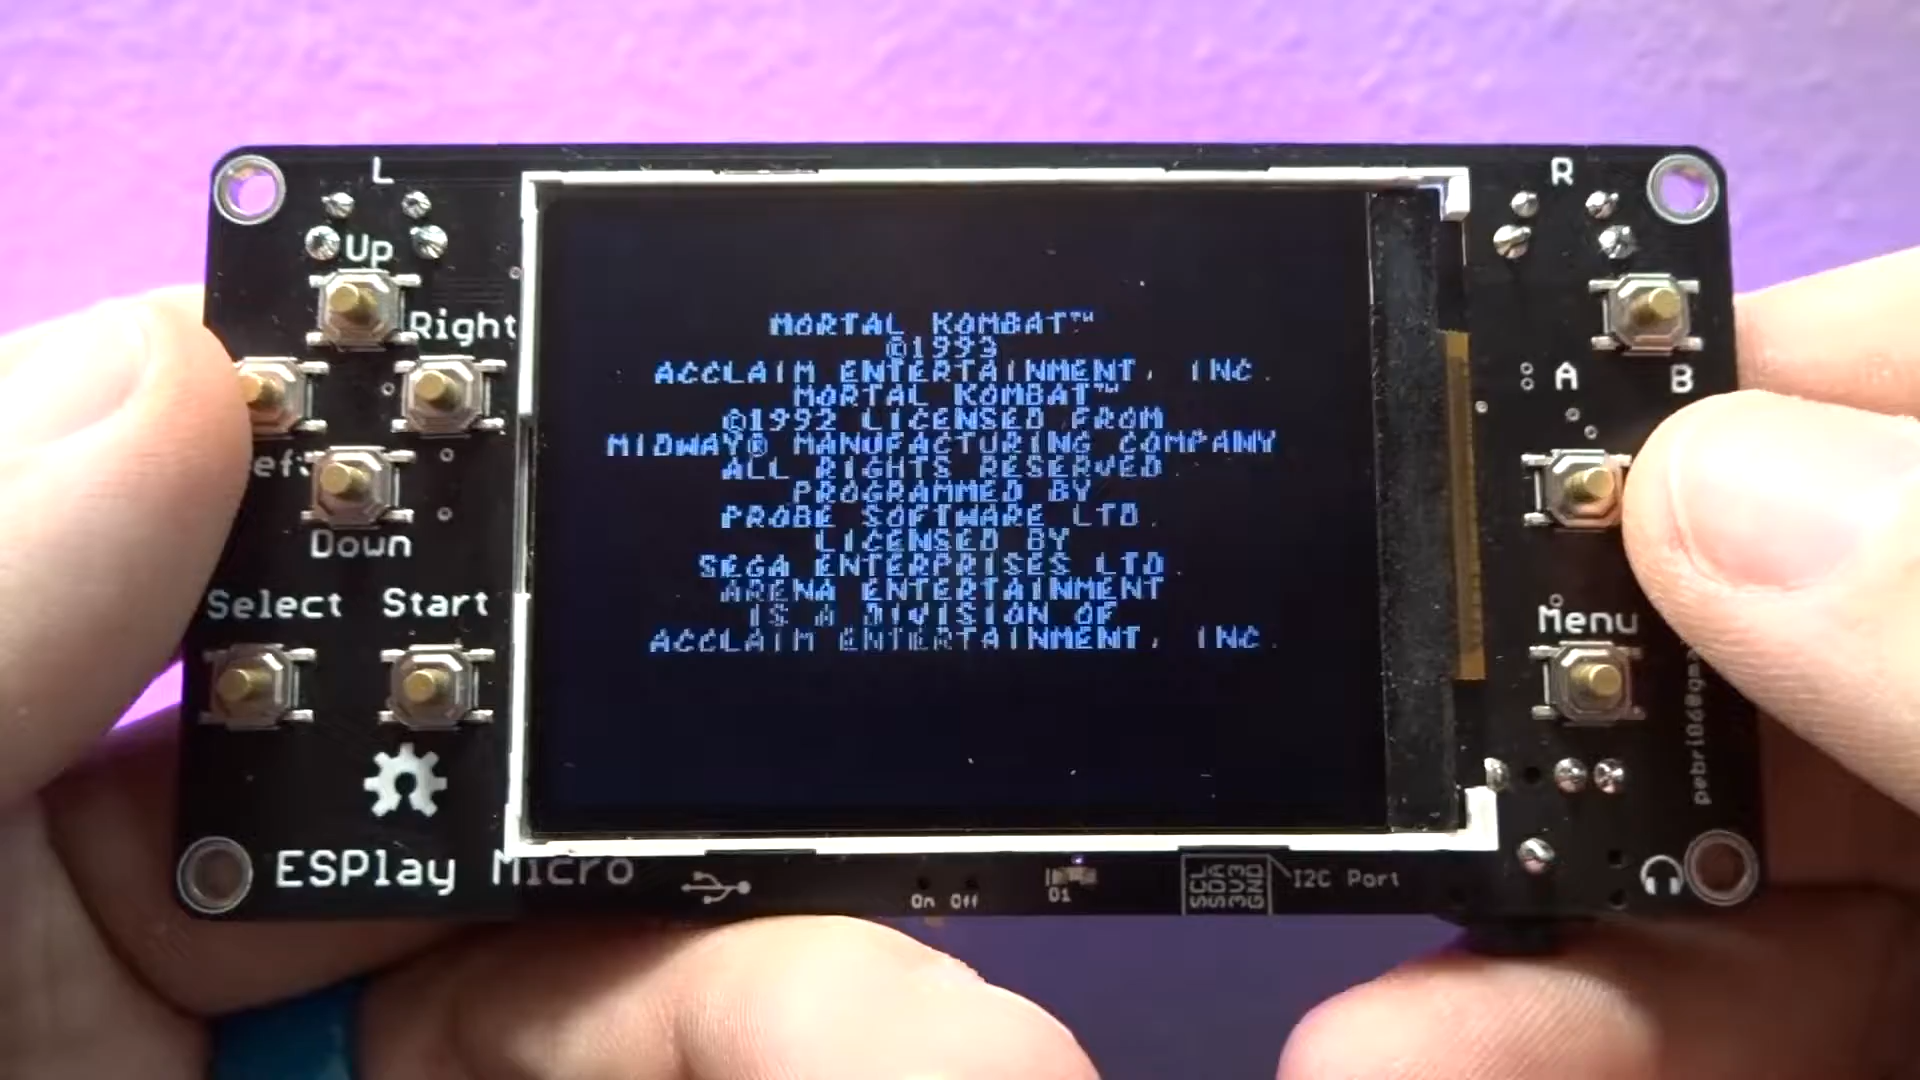 L
R
Up
Right
MORTAL KOMBAT™
©1993
ACCLAIM ENTERTAINMENT, INC.
MORTAL KOMBAT™
©1992 LICENSED FROM
MIDWAY® MANUFACTURING COMPANY
ALL RIGHTS RESERVED
PROGRAMMED BY
PROBE SOFTWARE LTD.
LICENSED BY
SEGA ENTERPRISES LTD.
ARENA ENTERTAINMENT
IS A DIVISION OF
ACCLAIM ENTERTAINMENT, INC.
A
B
Down
Select
Start
Menu
ESPlay Micro
On Off
D1
SCL
SDA
3V3
GND
I2C Port